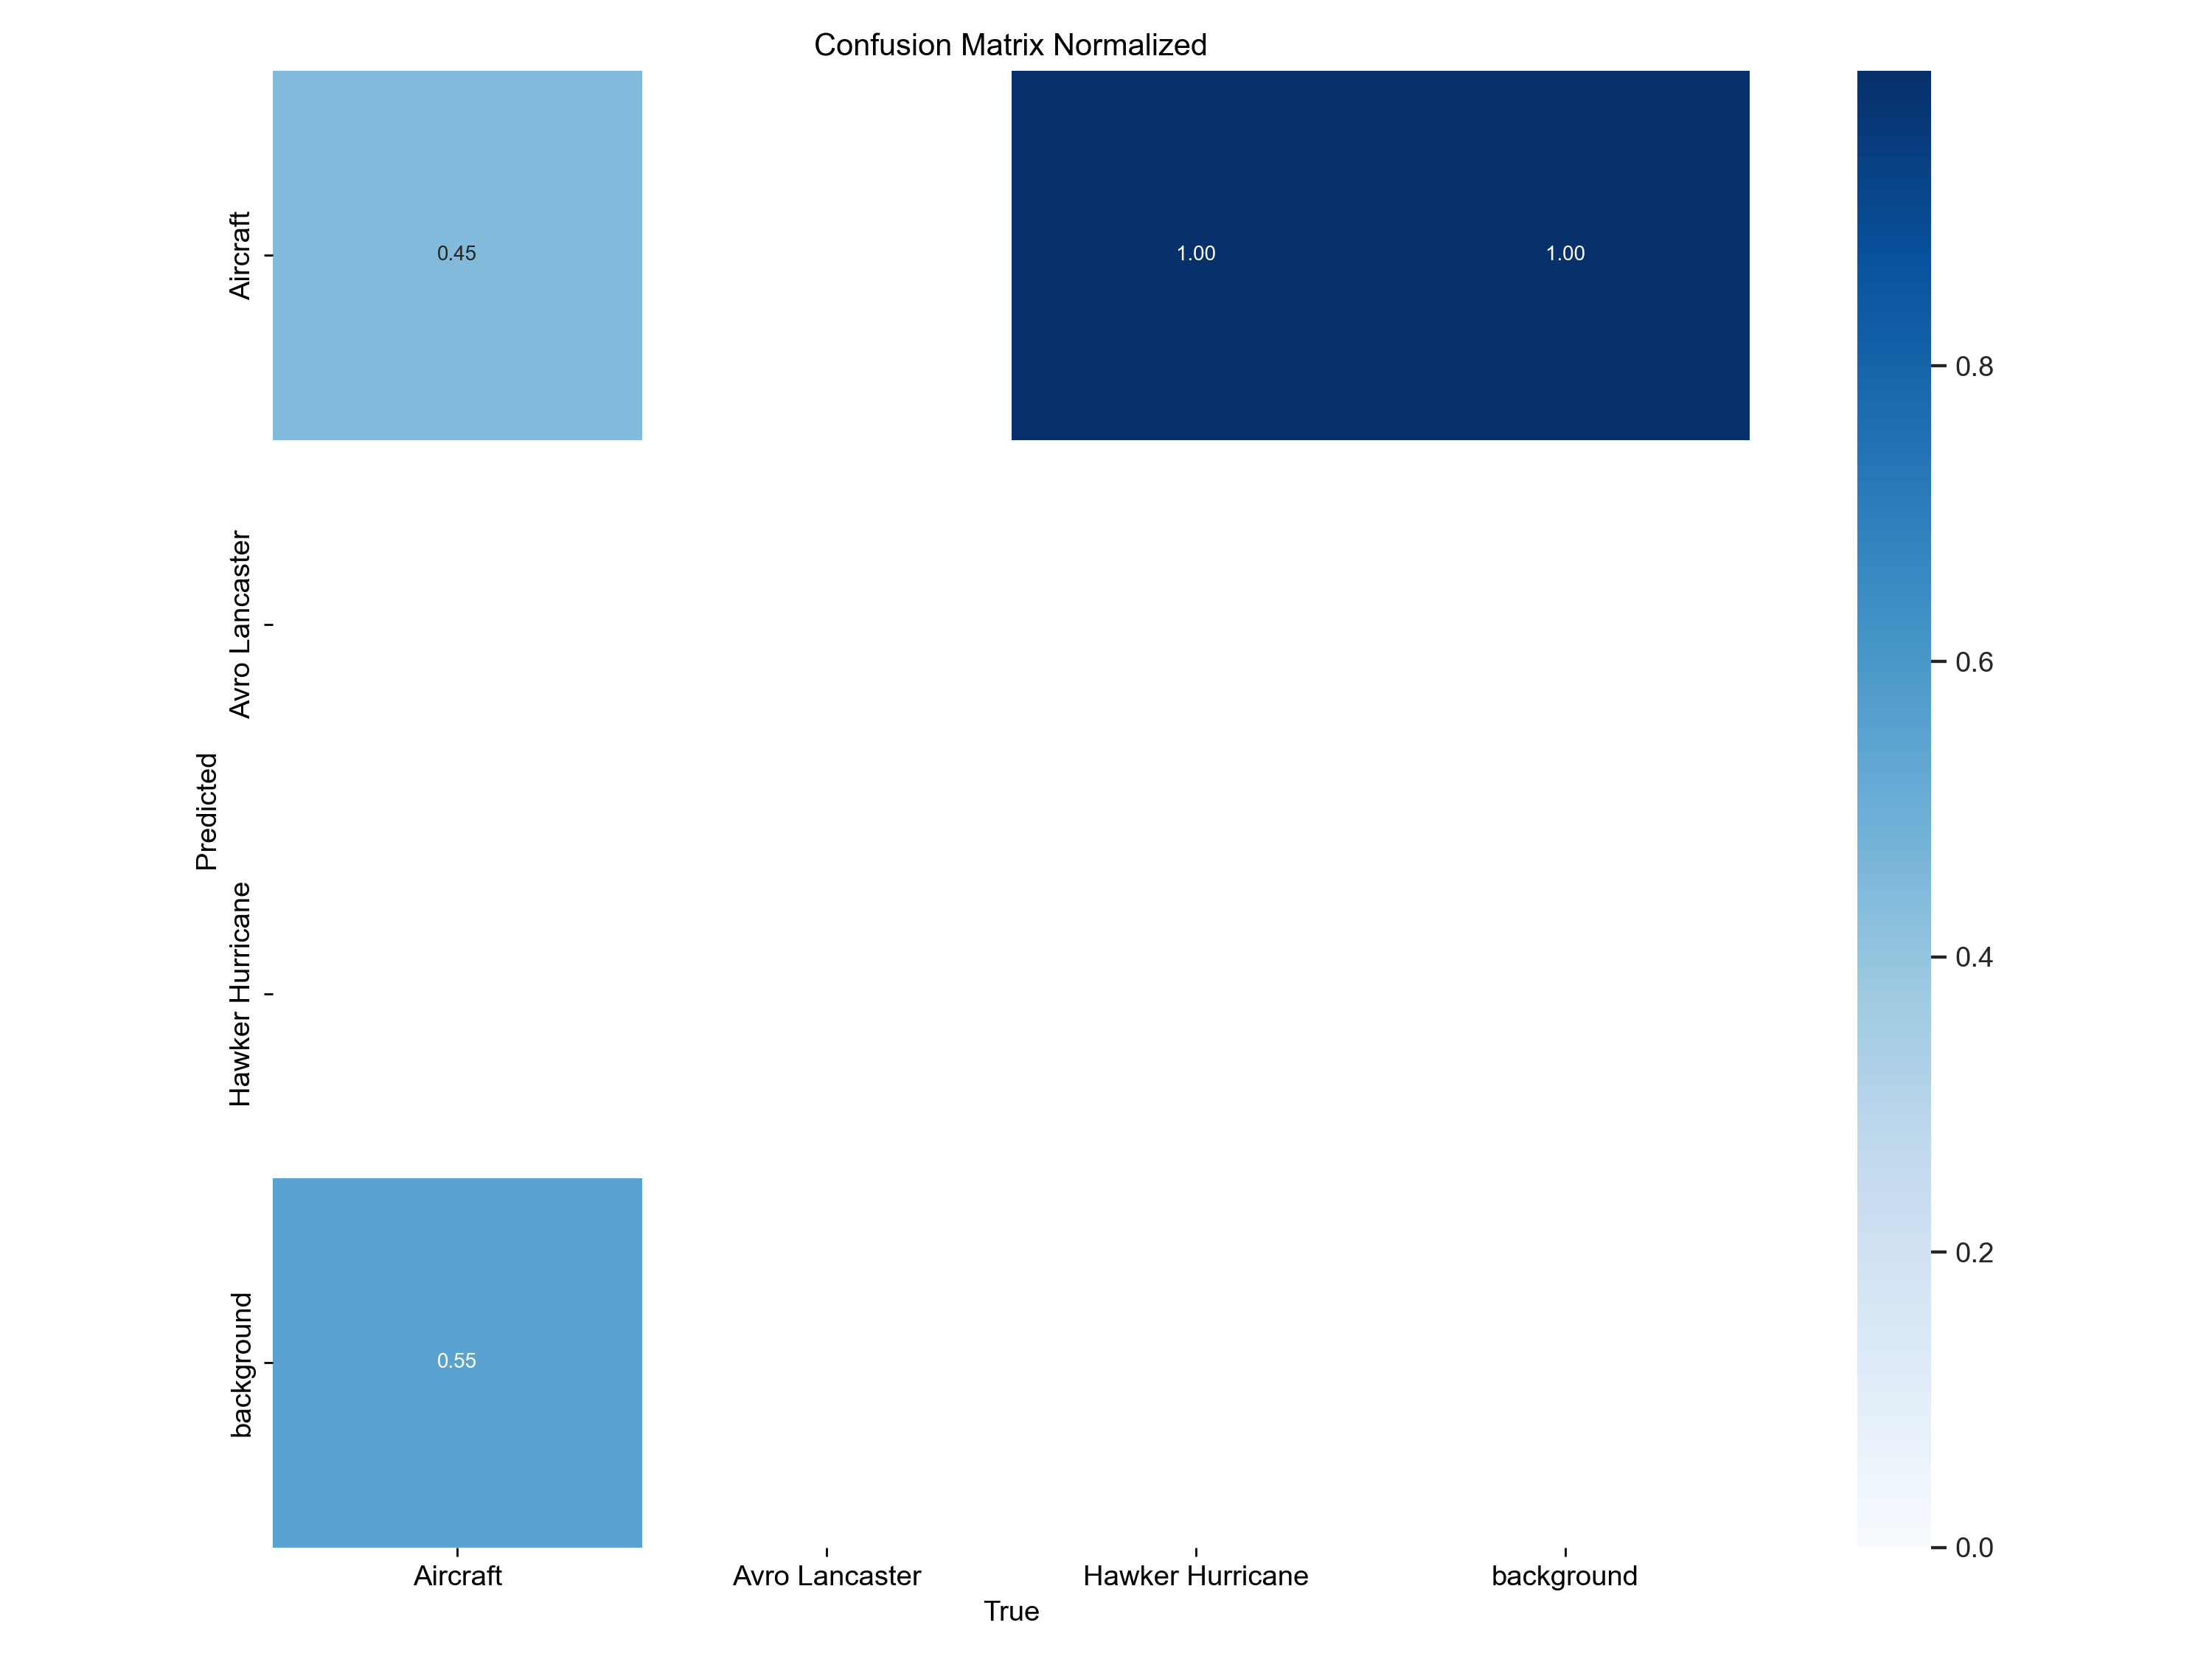 Confusion Matrix Normalized
Predicted
Aircraft
0.45
1.00
1.00
Avro Lancaster
Hawker Hurricane
background
0.55
Aircraft
Avro Lancaster
Hawker Hurricane
background
True
0.8
0.6
0.4
0.2
0.0